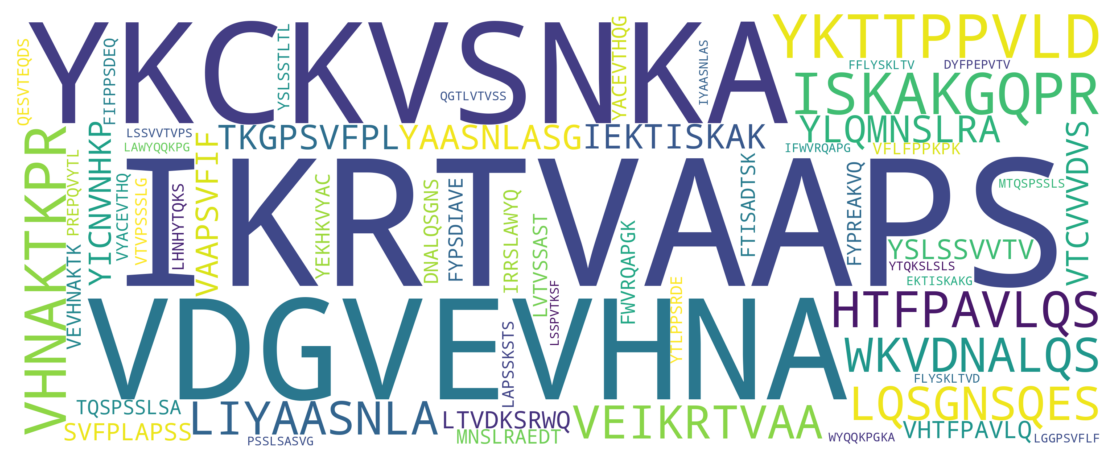 YKCKVSNKA
YKTTPPVLD
QESVTEQDS
FIFPPSDEQ
YSLSSTLTL
QGTLVTVSS
YACEVTHQG
IYAASNLAS
FFLYSKLTV
DYFPEPVTV
ISKAKGQPR
LSSVVTVPS
LAWYQQKPG
TKGPSVFPL
YAASNLASG
IEKTISKAK
YLQMNSLRA
IFWVRQAPG
VFLFPPKPK
VHNAKTKPR
PREPQVYTL
YICNVNHKP
VYACEVTHQ
VTVPSSSLG
LHNHYTQKS
VAAPSVFIF
IKRTVAAPS
YEKHKVYAC
DNALQSGNS
FYPSDIAVE
IRRSLAWYQ
LVTVSSAST
FWVRQAPGK
FTISADTSK
FYPREAKVQ
MTQSPSSLS
VTCVVVDVS
YSLSSVVTV
YTQKSLSLS
EKTISKAKG
VEVHNAKTK
VDGVEVHNA
LSSPVTKSF
LAPSSKSTS
YTLPPSRDE
HTFPAVLQS
WKVDNALQS
FLYSKLTVD
LQSGNSQES
TQSPSSLSA
SVFPLAPSS
LIYAASNLA
PSSLSASVG
LTVDKSRWQ
MNSLRAEDT
VEIKRTVAA
WYQQKPGKA
VHTFPAVLQ
LGGPSVFLF